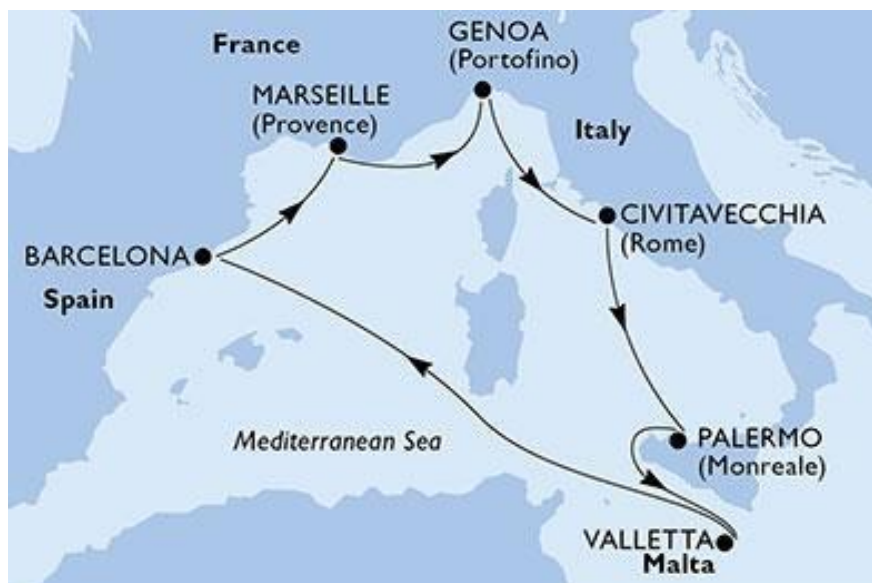 France
GENOA
(Portofino)
MARSEILLE
(Provence)
Italy
CIVITAVECCHIA
(Rome)
BARCELONA
Spain
Mediterranean Sea
PALERMO
(Monreale)
VALLETTA
Malta